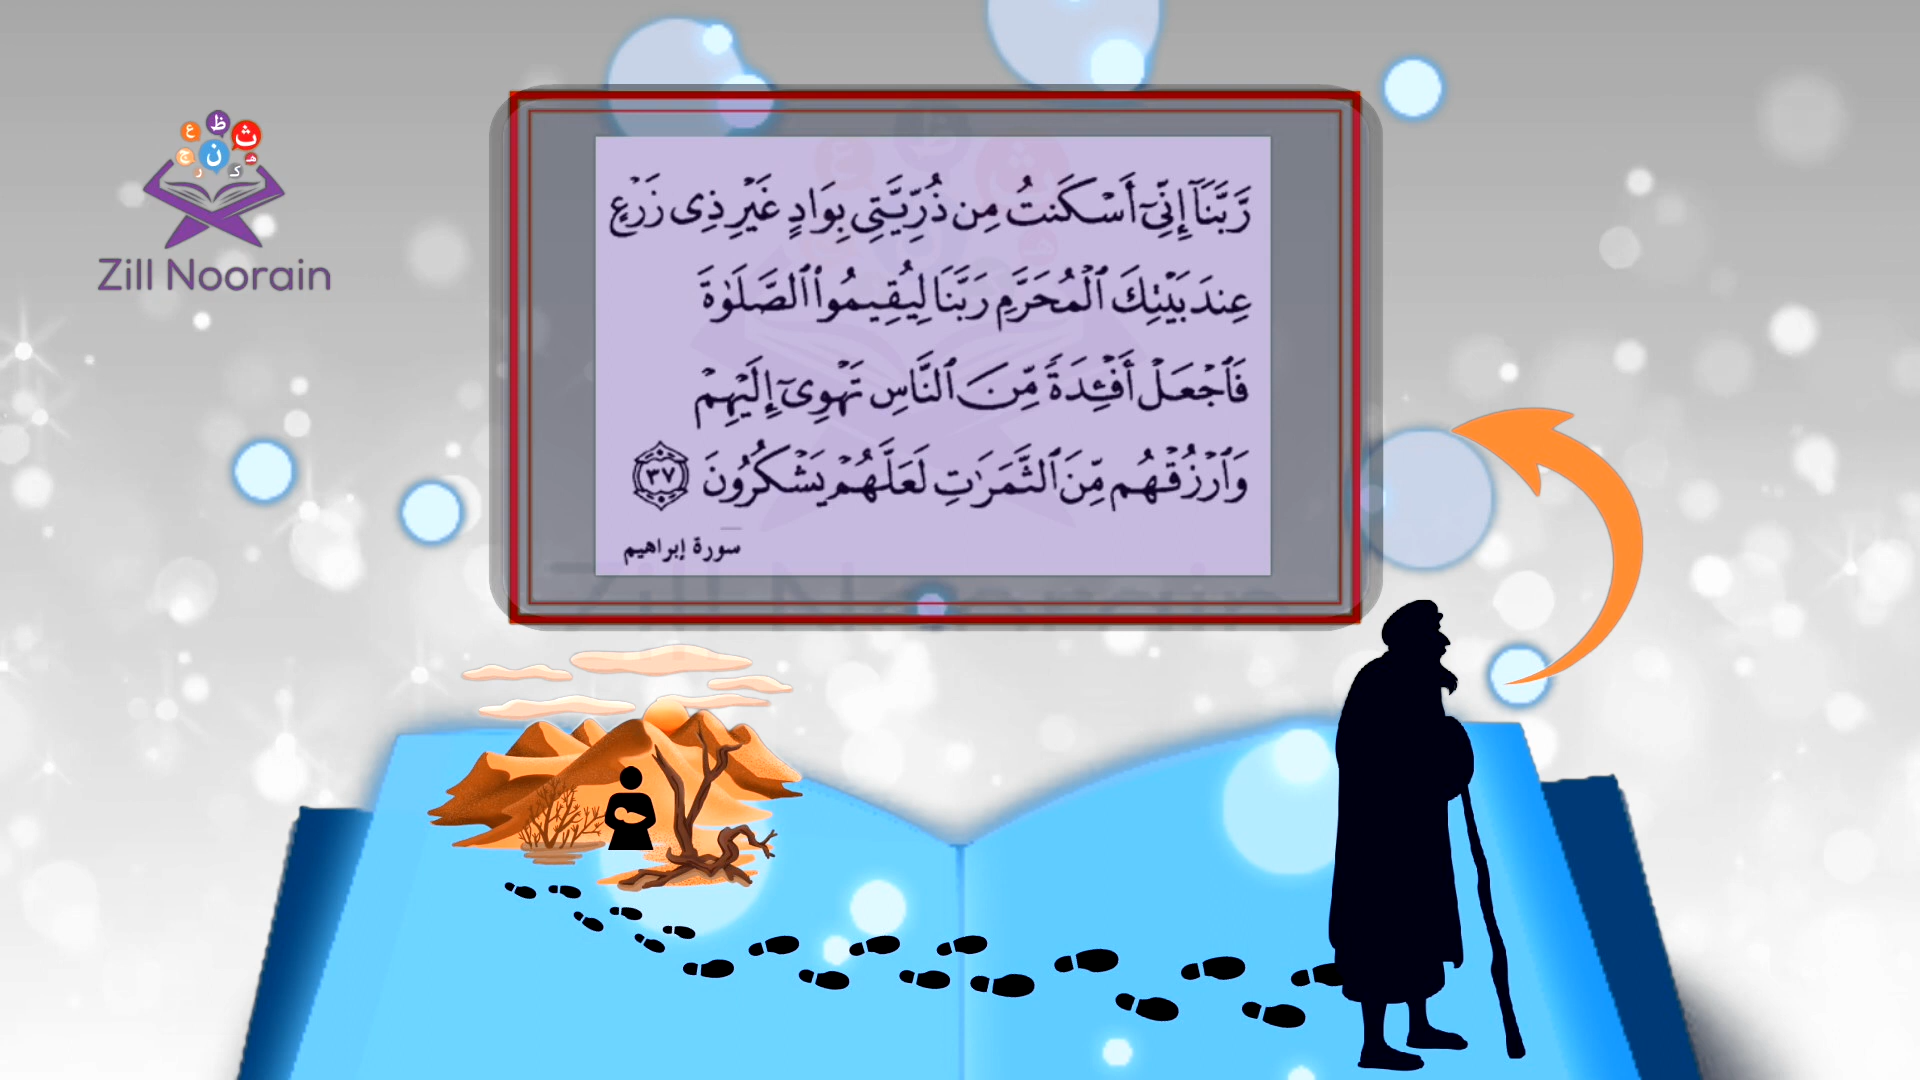 Zill Noorain
رَّبَّنَآ إِنِّىٓ أَسْكَنتُ مِن ذُرِّيَّتِى بِوَادٍ غَيْرِ ذِى زَرْعٍ
عِندَ بَيْتِكَ ٱلْمُحَرَّمِ رَبَّنَا لِيُقِيمُوا۟ ٱلصَّلَوٰةَ
فَٱجْعَلْ أَفْـِٔدَةً مِّنَ ٱلنَّاسِ تَهْوِىٓ إِلَيْهِمْ
وَٱرْزُقْهُم مِّنَ ٱلثَّمَرَٰتِ لَعَلَّهُمْ يَشْكُرُونَ ٣٧
سورة إبراهيم